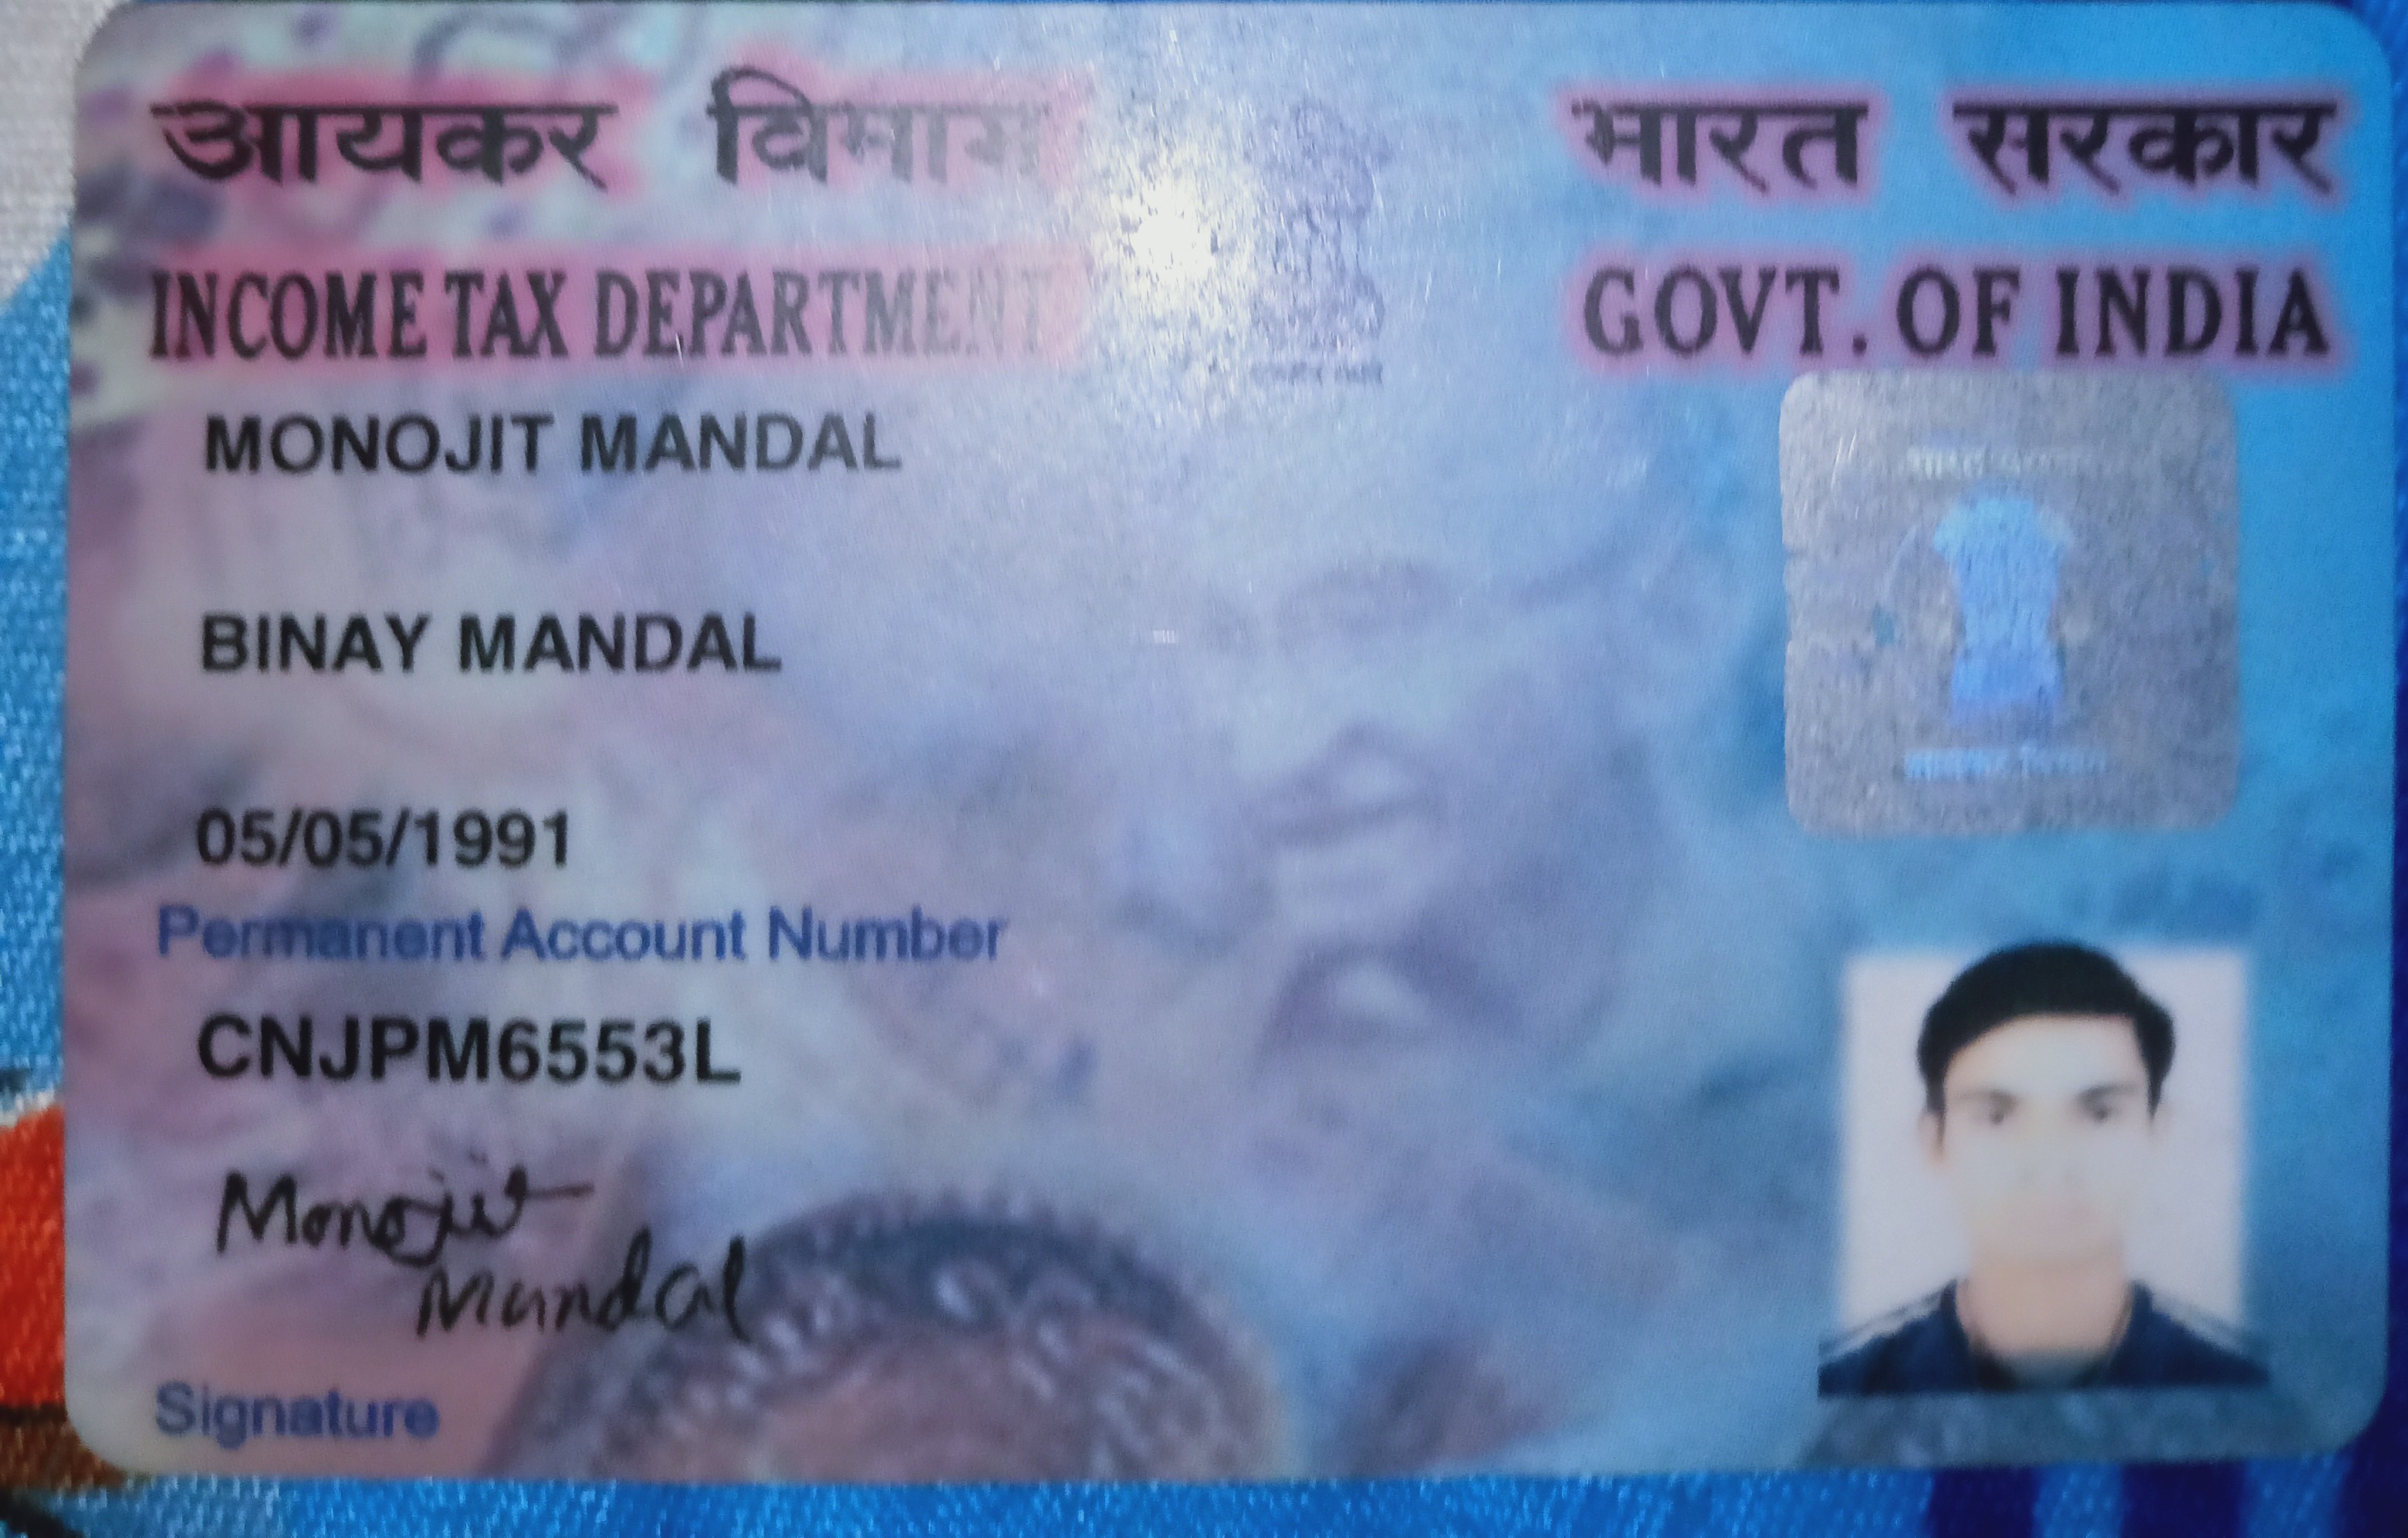 आयकर विभाग
INCOME TAX DEPARTMENT
भारत सरकार
GOVT. OF INDIA
MONOJIT MANDAL
BINAY MANDAL
05/05/1991
Permanent Account Number
CNJPM6553L
Monojit
Mandal
Signature